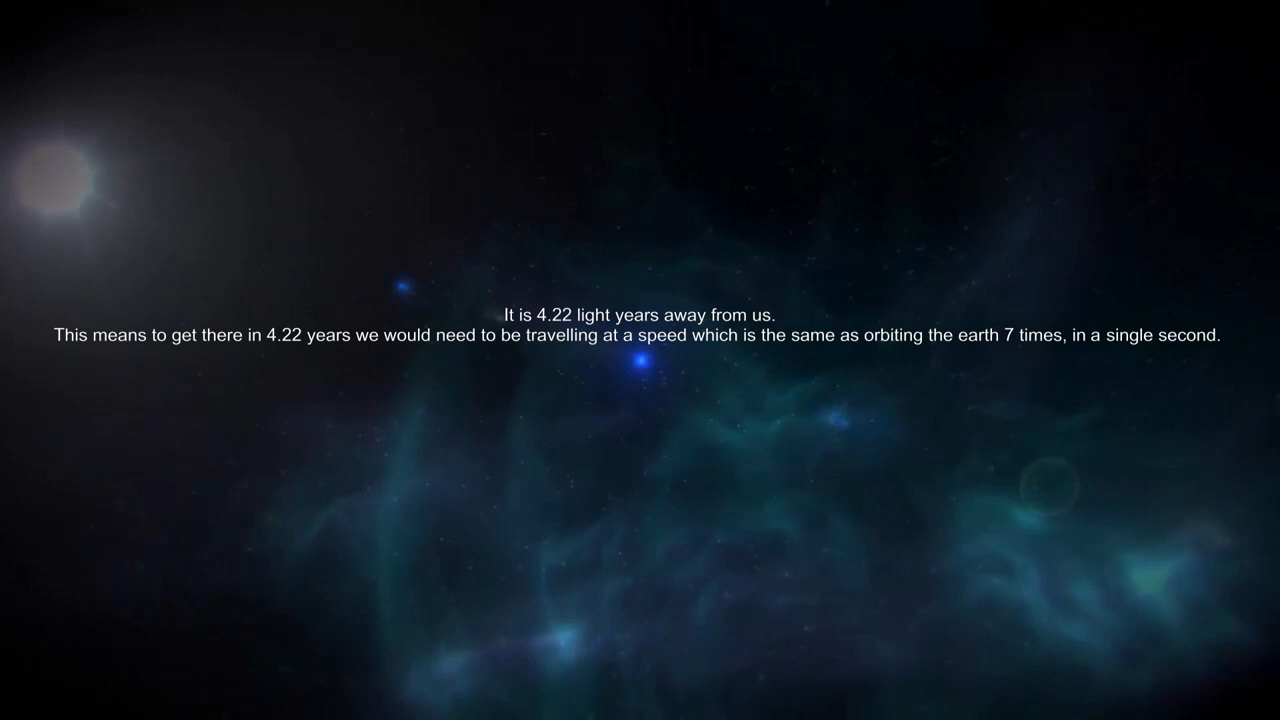 It is 4.22 light years away from us.
This means to get there in 4.22 years we would need to be travelling at a speed which is the same as orbiting the earth 7 times, in a single second.